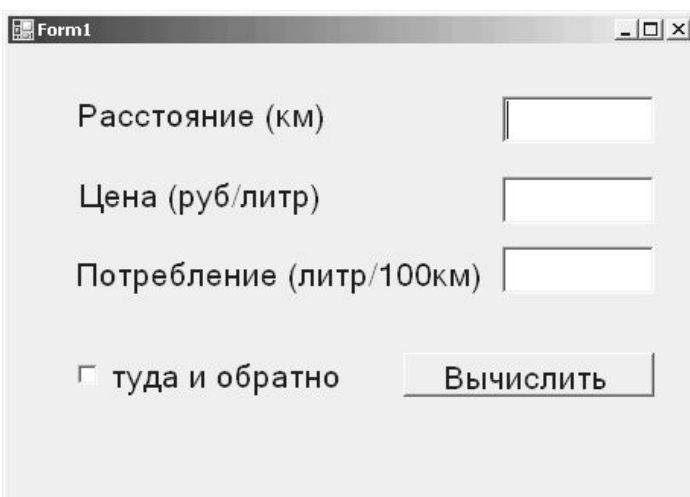 Form1
Расстояние (км)
Цена (руб/литр)
Потребление (литр/100км)
туда и обратно Вычислить